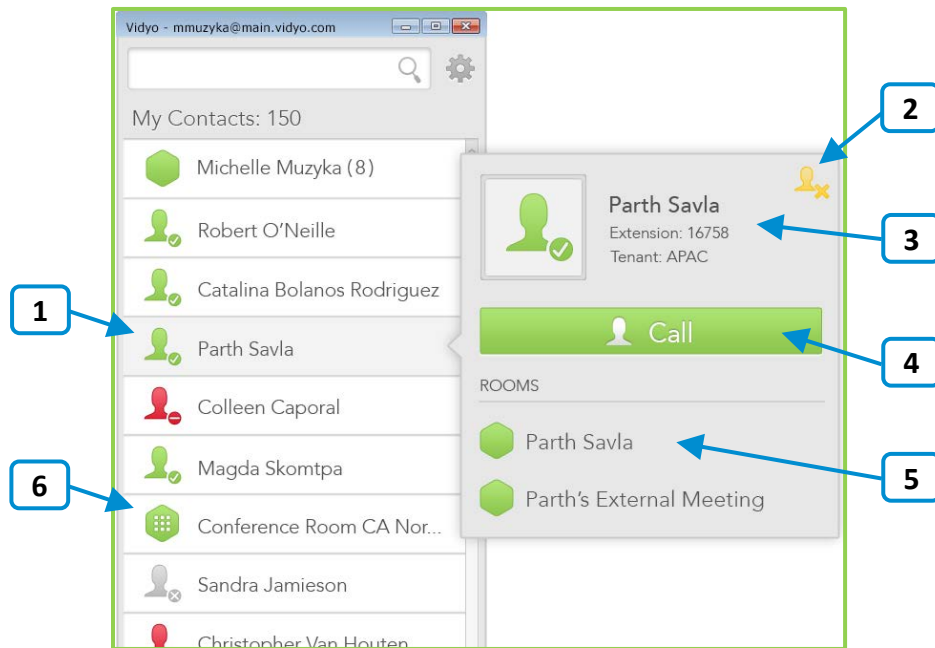 Vidyo - mmuzyka@main.vidyo.com
My Contacts: 150
Michelle Muzyka (8)
Robert O'Neille
Catalina Bolanos Rodriguez
Parth Savla
Colleen Caporal
Magda Skomtpa
Conference Room CA Nor...
Sandra Jamieson
Christopher Van Houten
Parth Savla
Extension: 16758
Tenant: APAC
Call
ROOMS
Parth Savla
Parth's External Meeting
1
2
3
4
5
6